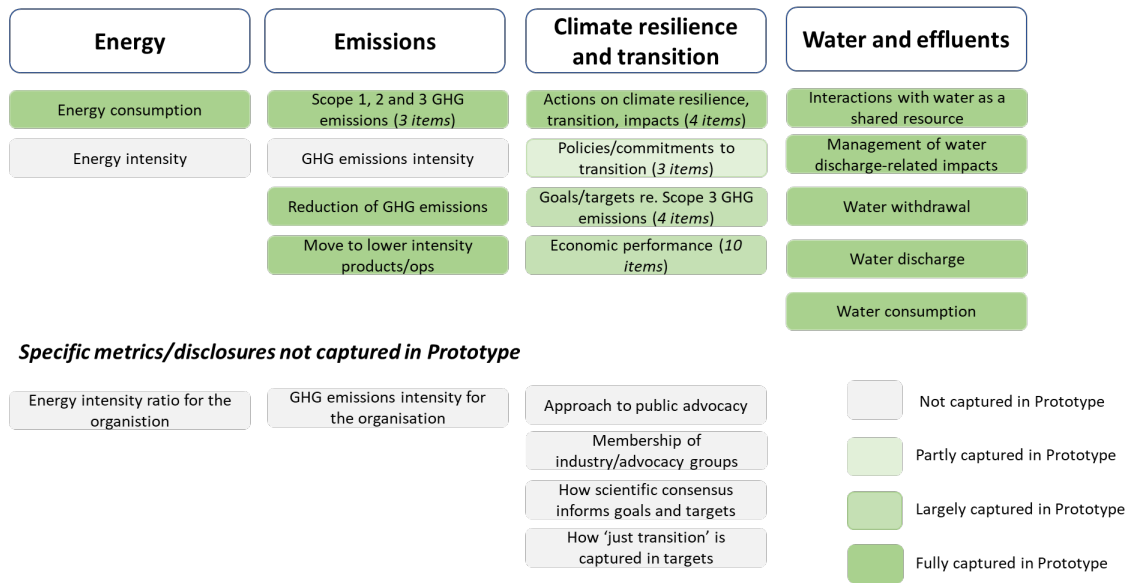 Energy
Emissions
Climate resilience
and transition
Water and effluents
Energy consumption
Energy intensity
Scope 1, 2 and 3 GHG
emissions (3 items)
GHG emissions intensity
Reduction of GHG emissions
Move to lower intensity
products/ops
Actions on climate resilience,
transition, impacts (4 items)
Policies/commitments to
transition (3 items)
Goals/targets re. Scope 3 GHG
emissions (4 items)
Economic performance (10
items)
Interactions with water as a
shared resource
Management of water
discharge-related impacts
Water withdrawal
Water discharge
Water consumption
Specific metrics/disclosures not captured in Prototype
Energy intensity ratio for the
organistion
GHG emissions intensity for
the organisation
Approach to public advocacy
Membership of
industry/advocacy groups
How scientific consensus
informs goals and targets
How ‘just transition’ is
captured in targets
Not captured in Prototype
Partly captured in Prototype
Largely captured in Prototype
Fully captured in Prototype